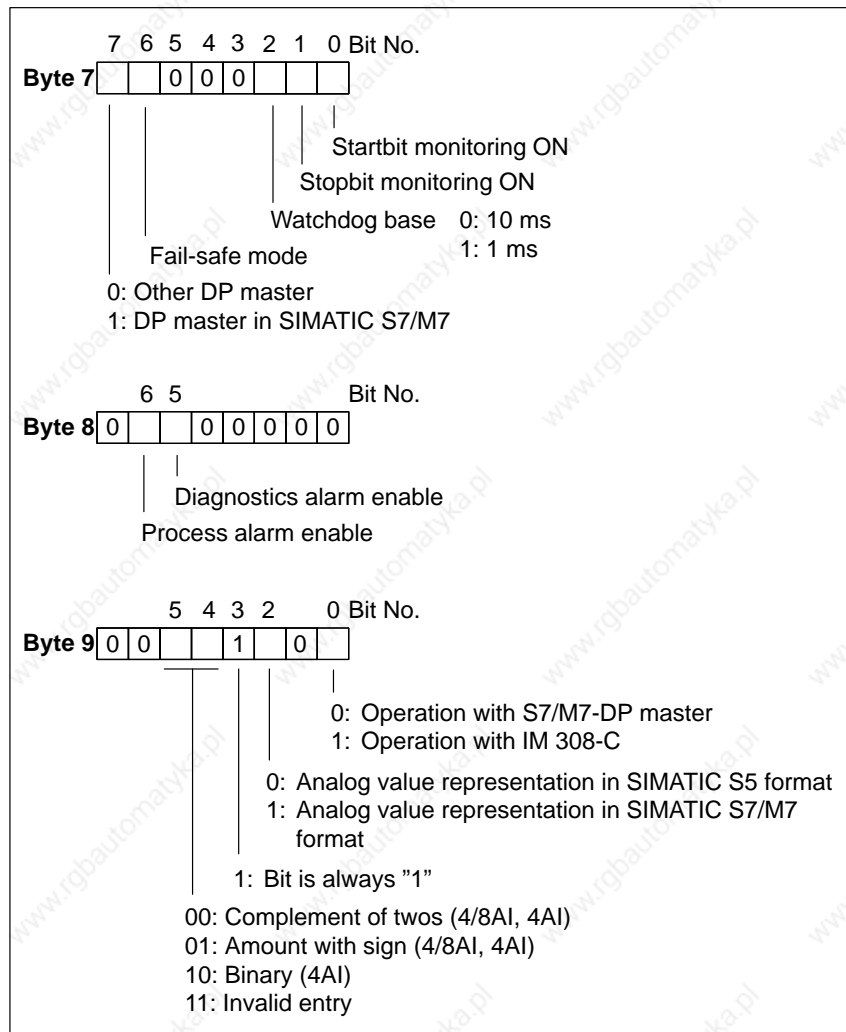 7 6 5 4 3 2 1 0 Bit No.
Byte 7 0 0 0
Startbit monitoring ON
Stopbit monitoring ON
Watchdog base 0: 10 ms
1: 1 ms
Fail-safe mode
0: Other DP master
1: DP master in SIMATIC S7/M7
6 5 Bit No.
Byte 8 0 0 0 0 0 0
Diagnostics alarm enable
Process alarm enable
5 4 3 2 0 Bit No.
Byte 9 0 0 1 0
0: Operation with S7/M7-DP master
1: Operation with IM 308-C
0: Analog value representation in SIMATIC S5 format
1: Analog value representation in SIMATIC S7/M7
format
1: Bit is always ”1”
00: Complement of twos (4/8AI, 4AI)
01: Amount with sign (4/8AI, 4AI)
10: Binary (4AI)
11: Invalid entry
www.rgbautomatyka.pl